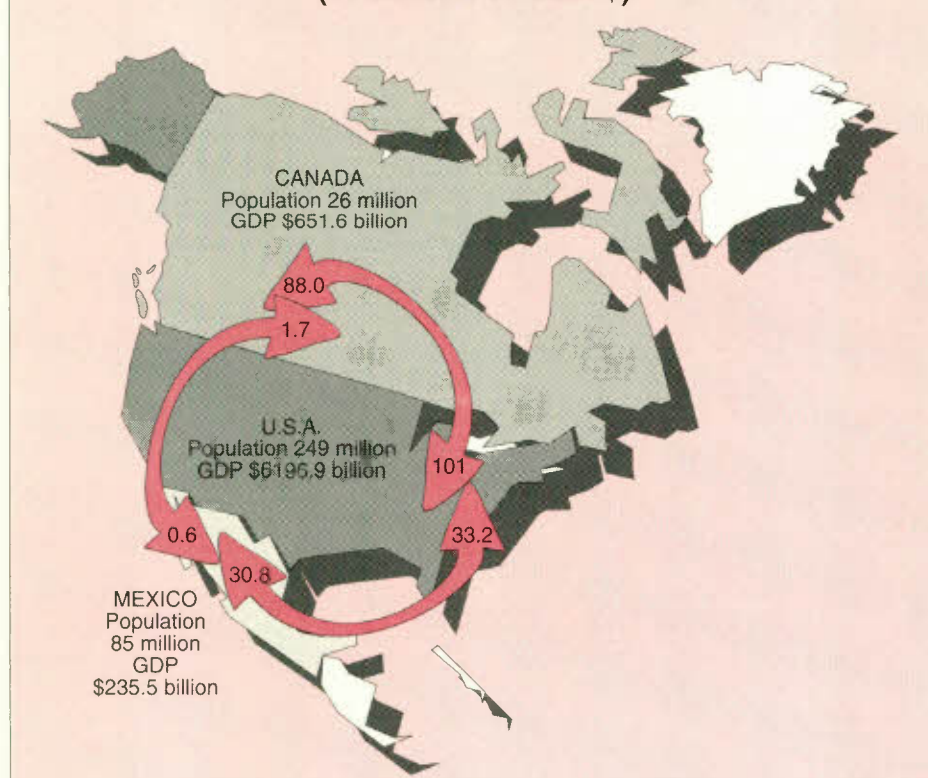 CANADA
Population 26 million
GDP $651.6 billion
88.0
1.7
U.S.A.
Population 249 million
GDP $6196.9 billion
101
0.6
33.2
30.8
MEXICO
Population
85 million
GDP
$235.5 billion